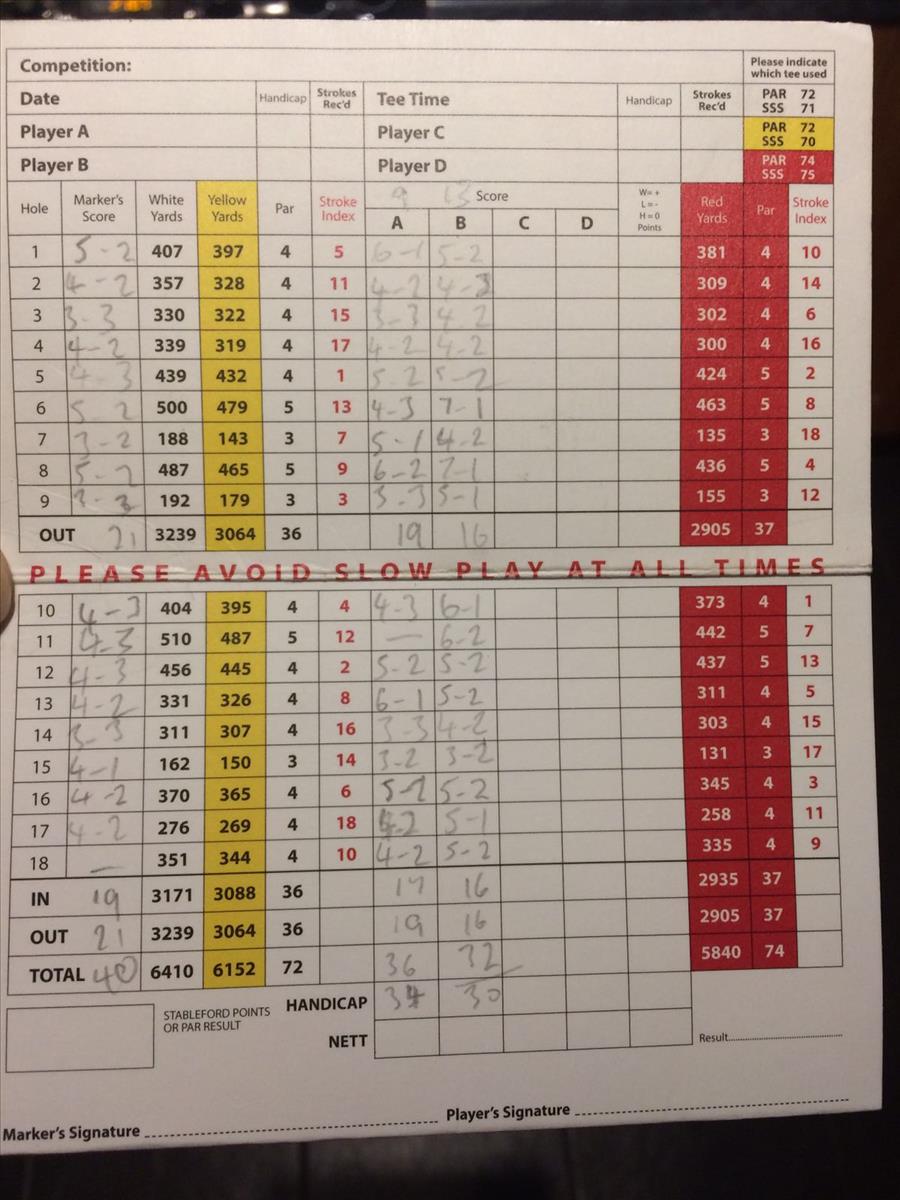 Competition: Please indicate which tee used
Date Handicap Strokes Rec'd Tee Time Handicap Strokes Rec'd PAR 72 SSS 71
Player A Player C PAR 72 SSS 70
Player B Player D PAR 74 SSS 75
Hole Marker's Score White Yards Yellow Yards Par Stroke Index 9 13 Score A B C D W=+ L=- H=0 Points Red Yards Par Stroke Index
1 5-2 407 397 4 5 6-1 5-2 381 4 10
2 4-2 357 328 4 11 4-2 4-3 309 4 14
3 3-3 330 322 4 15 3-3 4-2 302 4 6
4 4-2 339 319 4 17 4-2 4-2 300 4 16
5 4-3 439 432 4 1 5-2 5-2 424 5 2
6 5-2 500 479 5 13 4-3 7-1 463 5 8
7 3-2 188 143 3 7 5-1 4-2 135 3 18
8 5-2 487 465 5 9 6-2 7-1 436 5 4
9 3-3 192 179 3 3 3-3 5-1 155 3 12
OUT 21 3239 3064 36 19 16 2905 37
PLEASE AVOID SLOW PLAY AT ALL TIMES
10 4-3 404 395 4 4 4-3 6-1 373 4 1
11 4-3 510 487 5 12 — 6-2 442 5 7
12 4-3 456 445 4 2 5-2 5-2 437 5 13
13 4-2 331 326 4 8 6-1 5-2 311 4 5
14 3-3 311 307 4 16 3-3 4-2 303 4 15
15 4-1 162 150 3 14 3-2 3-2 131 3 17
16 4-2 370 365 4 6 5-2 5-2 345 4 3
17 4-2 276 269 4 18 4-2 5-1 258 4 11
18 — 351 344 4 10 4-2 5-2 335 4 9
IN 19 3171 3088 36 17 16 2935 37
OUT 21 3239 3064 36 19 16 2905 37
TOTAL 40 6410 6152 72 36 32 5840 74
STABLEFORD POINTS OR PAR RESULT HANDICAP 34 30
NETT Result
Marker's Signature Player's Signature